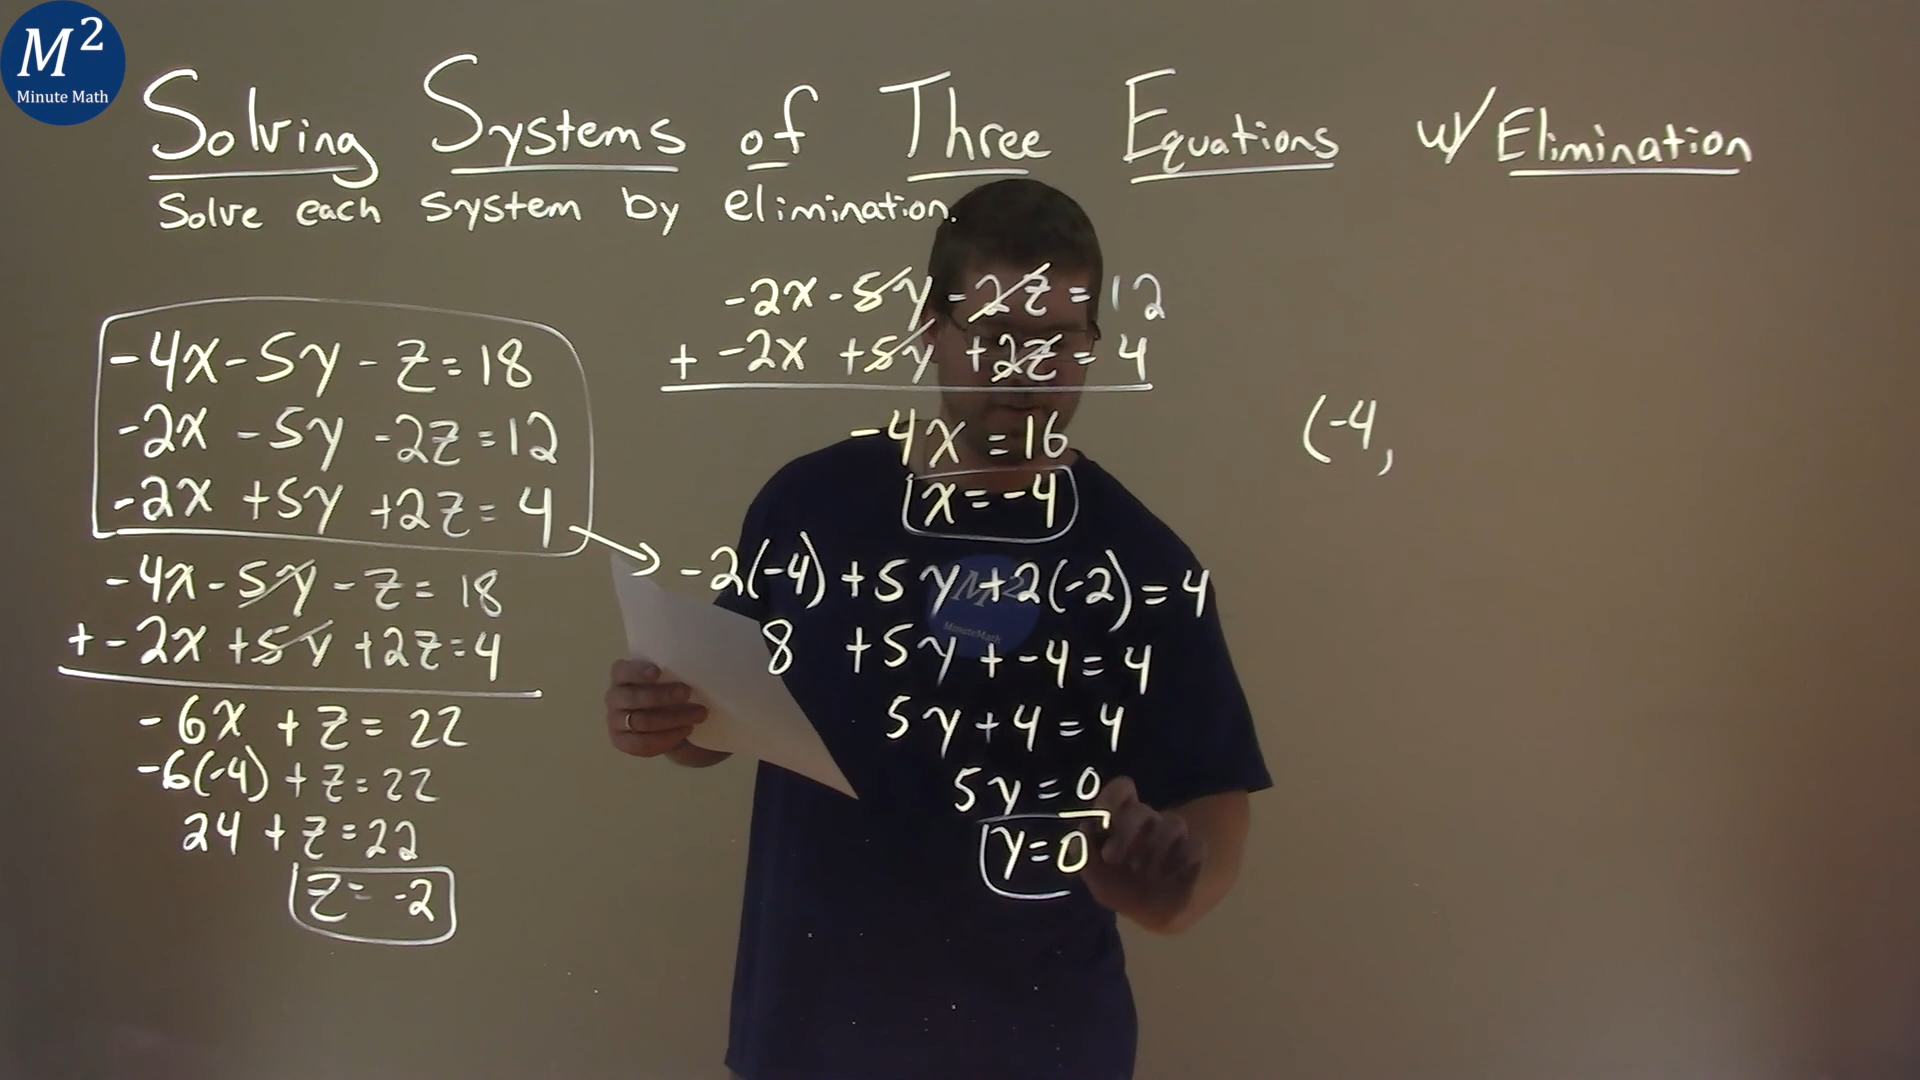 M²
Minute Math
Solving Systems of Three Equations w/ Elimination
Solve each system by elimination.
-4x-5y-z=18
-2x-5y-2z=12
-2x+5y+2z=4
-4x-5y-z=18
+ -2x+5y+2z=4
-6x+z=22
-6(-4)+z=22
24+z=22
z=-2
-2x-5y-2z=12
+ -2x+5y+2z=4
-4x=16
x=-4
-2(-4)+5y+2(-2)=4
8+5y+-4=4
5y+4=4
5y=0
y=0
(-4,
M²
MinuteMath